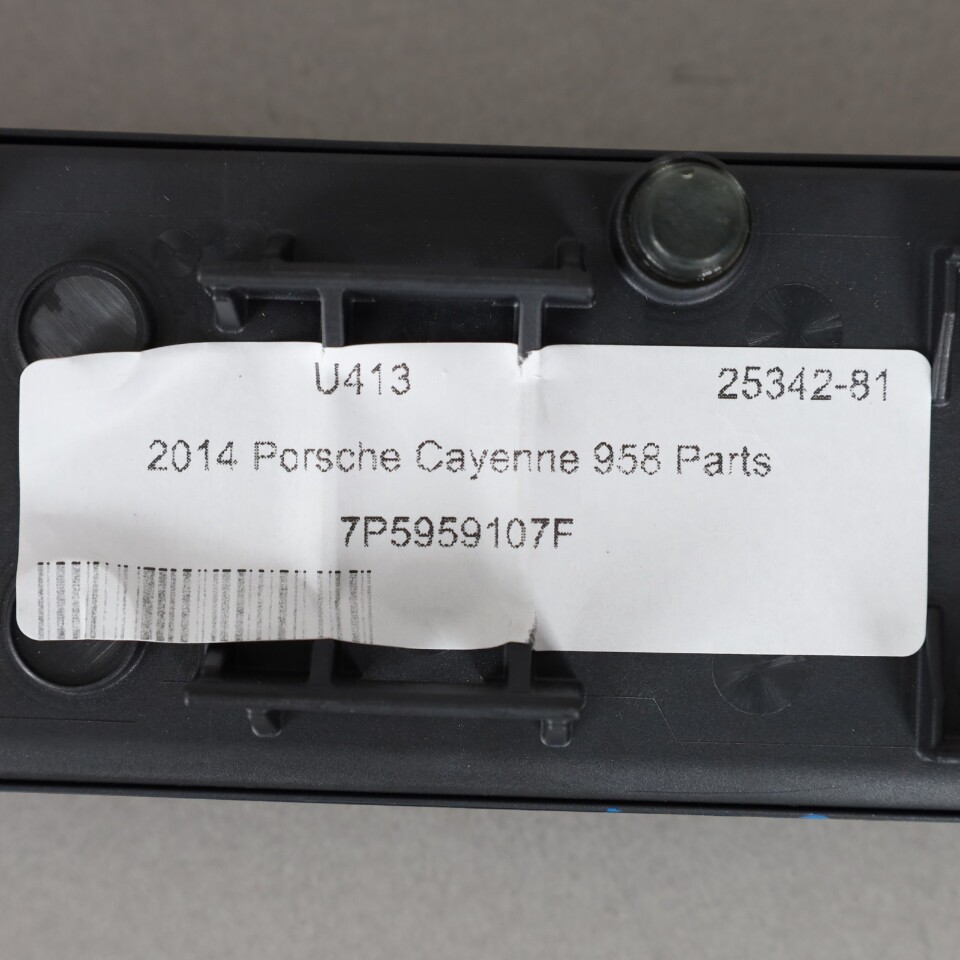 U413 25342-81
2014 Porsche Cayenne 958 Parts
7P5959107F